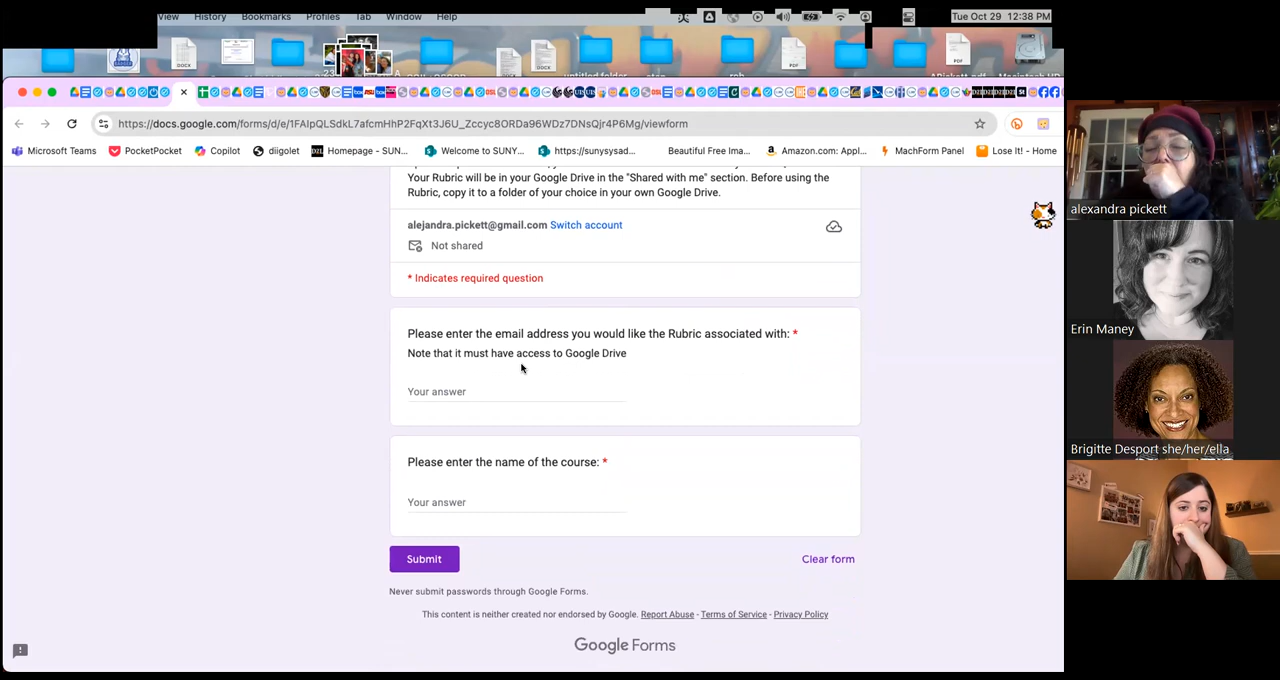 View History Bookmarks Profiles Tab Window Help
Tue Oct 29 12:38 PM
DOCX
PDF
untitled folder
Macintosh HD
https://docs.google.com/forms/d/e/1FAIpQLSdkL7afcmHhP2FqXt3J6U_Zccyc8ORDa96WDz7DNsQjr4P6Mg/viewform
Microsoft Teams PocketPocket Copilot diigolet Homepage - SUN... Welcome to SUNY... https://sunysysad... Beautiful Free Ima... Amazon.com: Appl... MachForm Panel Lose It! - Home
Your Rubric will be in your Google Drive in the "Shared with me" section. Before using the
Rubric, copy it to a folder of your choice in your own Google Drive.
alejandra.pickett@gmail.com Switch account
Not shared
* Indicates required question
Please enter the email address you would like the Rubric associated with: *
Note that it must have access to Google Drive
Your answer
Please enter the name of the course: *
Your answer
Submit
Clear form
Never submit passwords through Google Forms.
This content is neither created nor endorsed by Google. Report Abuse - Terms of Service - Privacy Policy
Google Forms
alexandra pickett
Erin Maney
Brigitte Desport she/her/ella